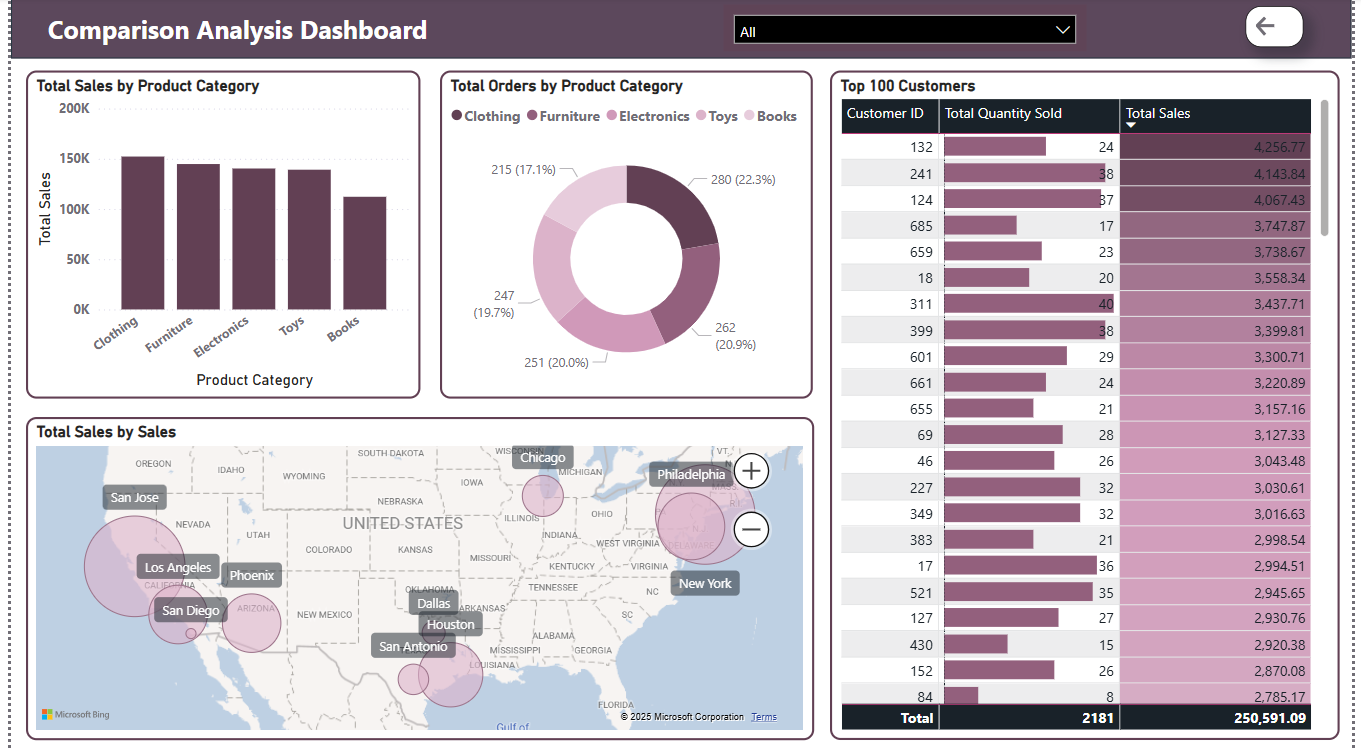 Comparison Analysis Dashboard
All
Total Sales by Product Category
200K
150K
100K
50K
0K
Total Sales
Clothing
Furniture
Electronics
Toys
Books
Product Category
Total Orders by Product Category
Clothing Furniture Electronics Toys Books
215 (17.1%)
280 (22.3%)
247
(19.7%)
262
(20.9%)
251 (20.0%)
Top 100 Customers
Customer ID Total Quantity Sold Total Sales
132 24 4,256.77
241 38 4,143.84
124 37 4,067.43
685 17 3,747.87
659 23 3,738.67
18 20 3,558.34
311 40 3,437.71
399 38 3,399.81
601 29 3,300.71
661 24 3,220.89
655 21 3,157.16
69 28 3,127.33
46 26 3,043.48
227 32 3,030.61
349 32 3,016.63
383 21 2,998.54
17 36 2,994.51
521 35 2,945.65
127 27 2,930.76
430 15 2,920.38
152 26 2,870.08
84 8 2,785.17
Total 2181 250,591.09
Total Sales by Sales
SOUTH DAKOTA
VT.
Chicago
OREGON
IDAHO
WYOMING
MICHIGAN
Philadelphia
IOWA
San Jose
NEBRASKA
MASS.
ILLINOIS
OHIO
NEVADA
UNITED STATES
UTAH
INDIANA
COLORADO
KANSAS
MISSOURI
WEST VIRGINIA
DELAWARE
Los Angeles
Phoenix
KENTUCKY
VIRGINIA
CALIFORNIA
New York
OKLAHOMA
TENNESSEE
NC
San Diego
ARIZONA
NEW MEXICO
Dallas
ARKANSAS
SC
Houston
ALABAMA
San Antonio
MISSISSIPPI
GEORGIA
LOUISIANA
FLORIDA
Microsoft Bing
© 2025 Microsoft Corporation Terms
Gulf of